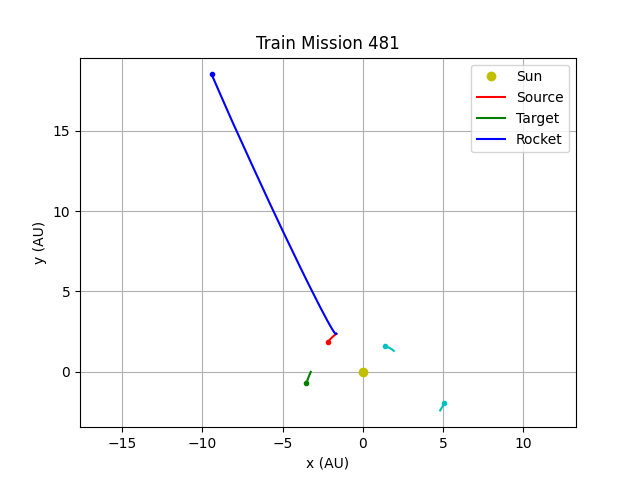 Train Mission 481
Sun
Source
Target
Rocket
15
10
5
0
−15
−10
−5
0
5
10
x (AU)
y (AU)